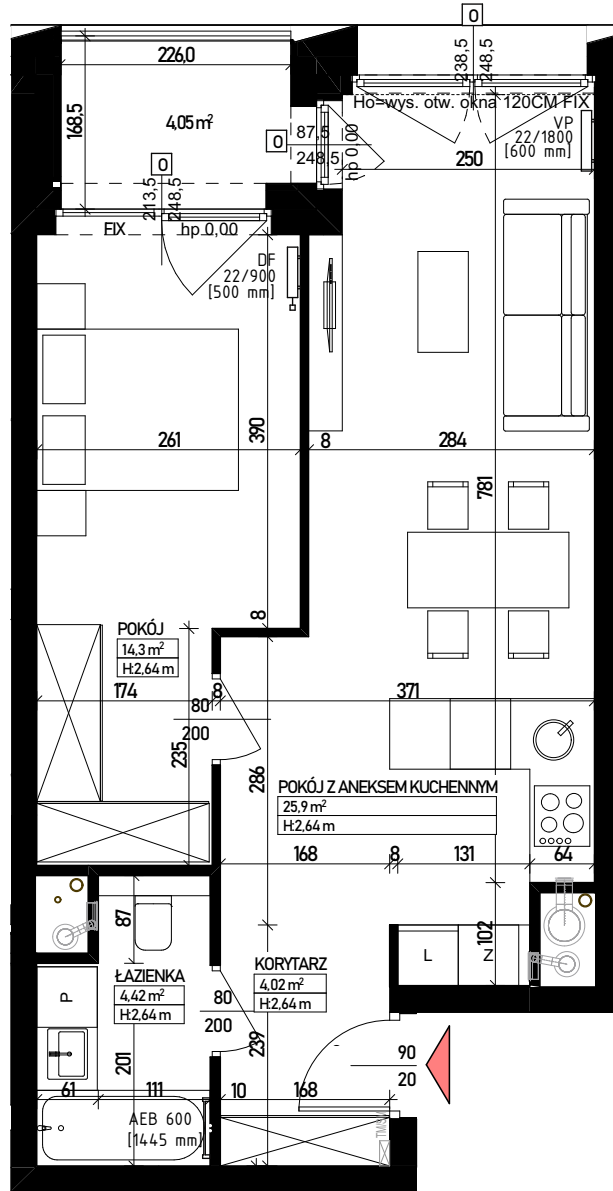 0
226,0
238,5
248,5
168,5
4,05 m²
Ho=wys. otw. okna 120CM FIX
0
87,5
248,5
hp 0,00
VP
22/1800
[600 mm]
250
0
213,5
248,5
FIX
hp 0,00
DF
22/900
[500 mm]
261
390
8
284
781
8
POKÓJ
14,3 m²
H:2,64 m
174
8
371
80
200
235
286
POKÓJ Z ANEKSEM KUCHENNYM
25,9 m²
H:2,64 m
168
8
131
64
87
102
L
Z
ŁAZIENKA
4,42 m²
H:2,64 m
KORYTARZ
4,02 m²
H:2,64 m
P
80
200
201
239
90
20
61
111
10
168
AEB 600
[1445 mm]